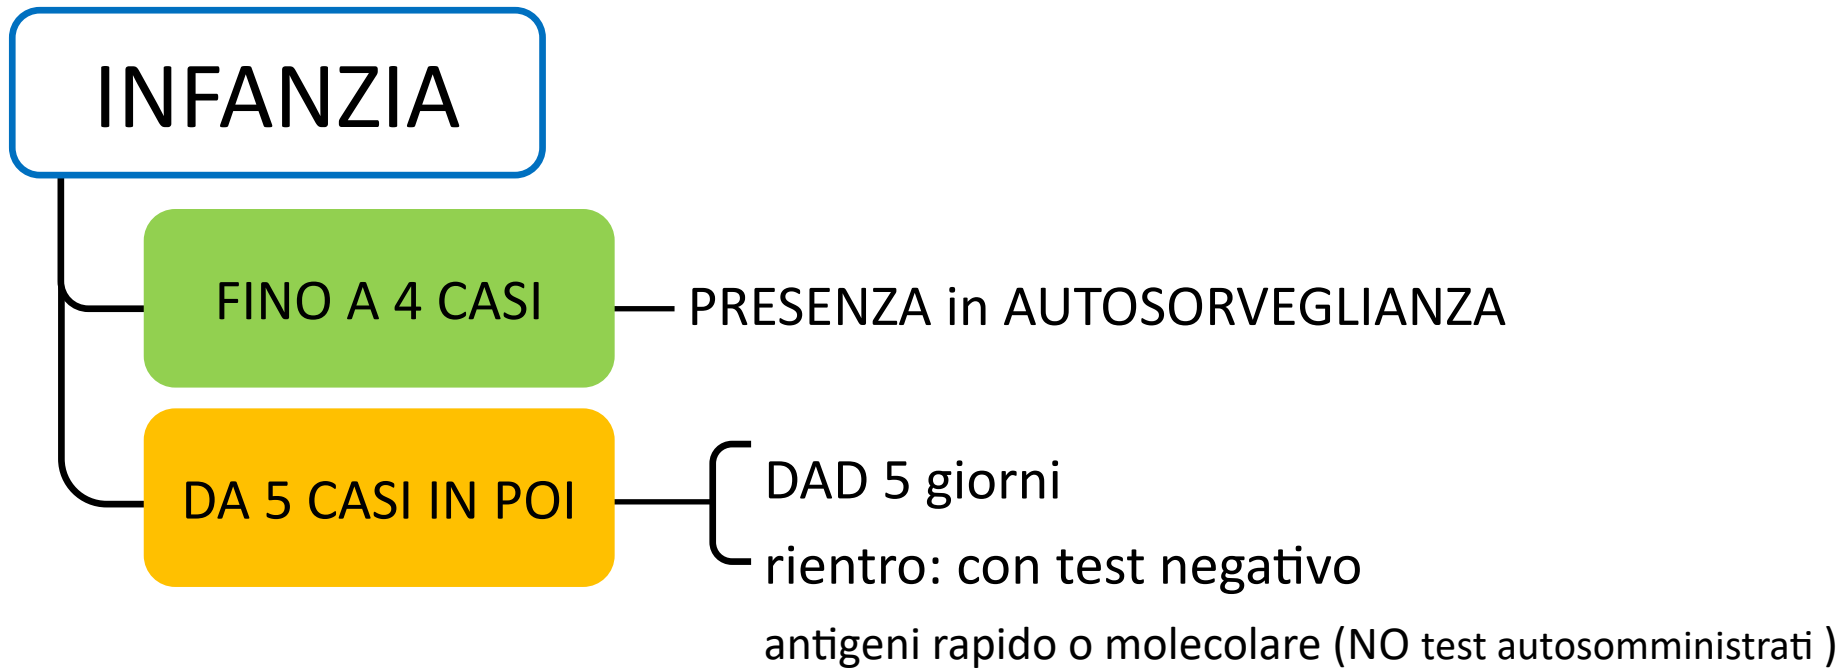 INFANZIA
FINO A 4 CASI
PRESENZA in AUTOSORVEGLIANZA
DA 5 CASI IN POI
DAD 5 giorni
rientro: con test negativo
antigeni rapido o molecolare (NO test autosomministrati )